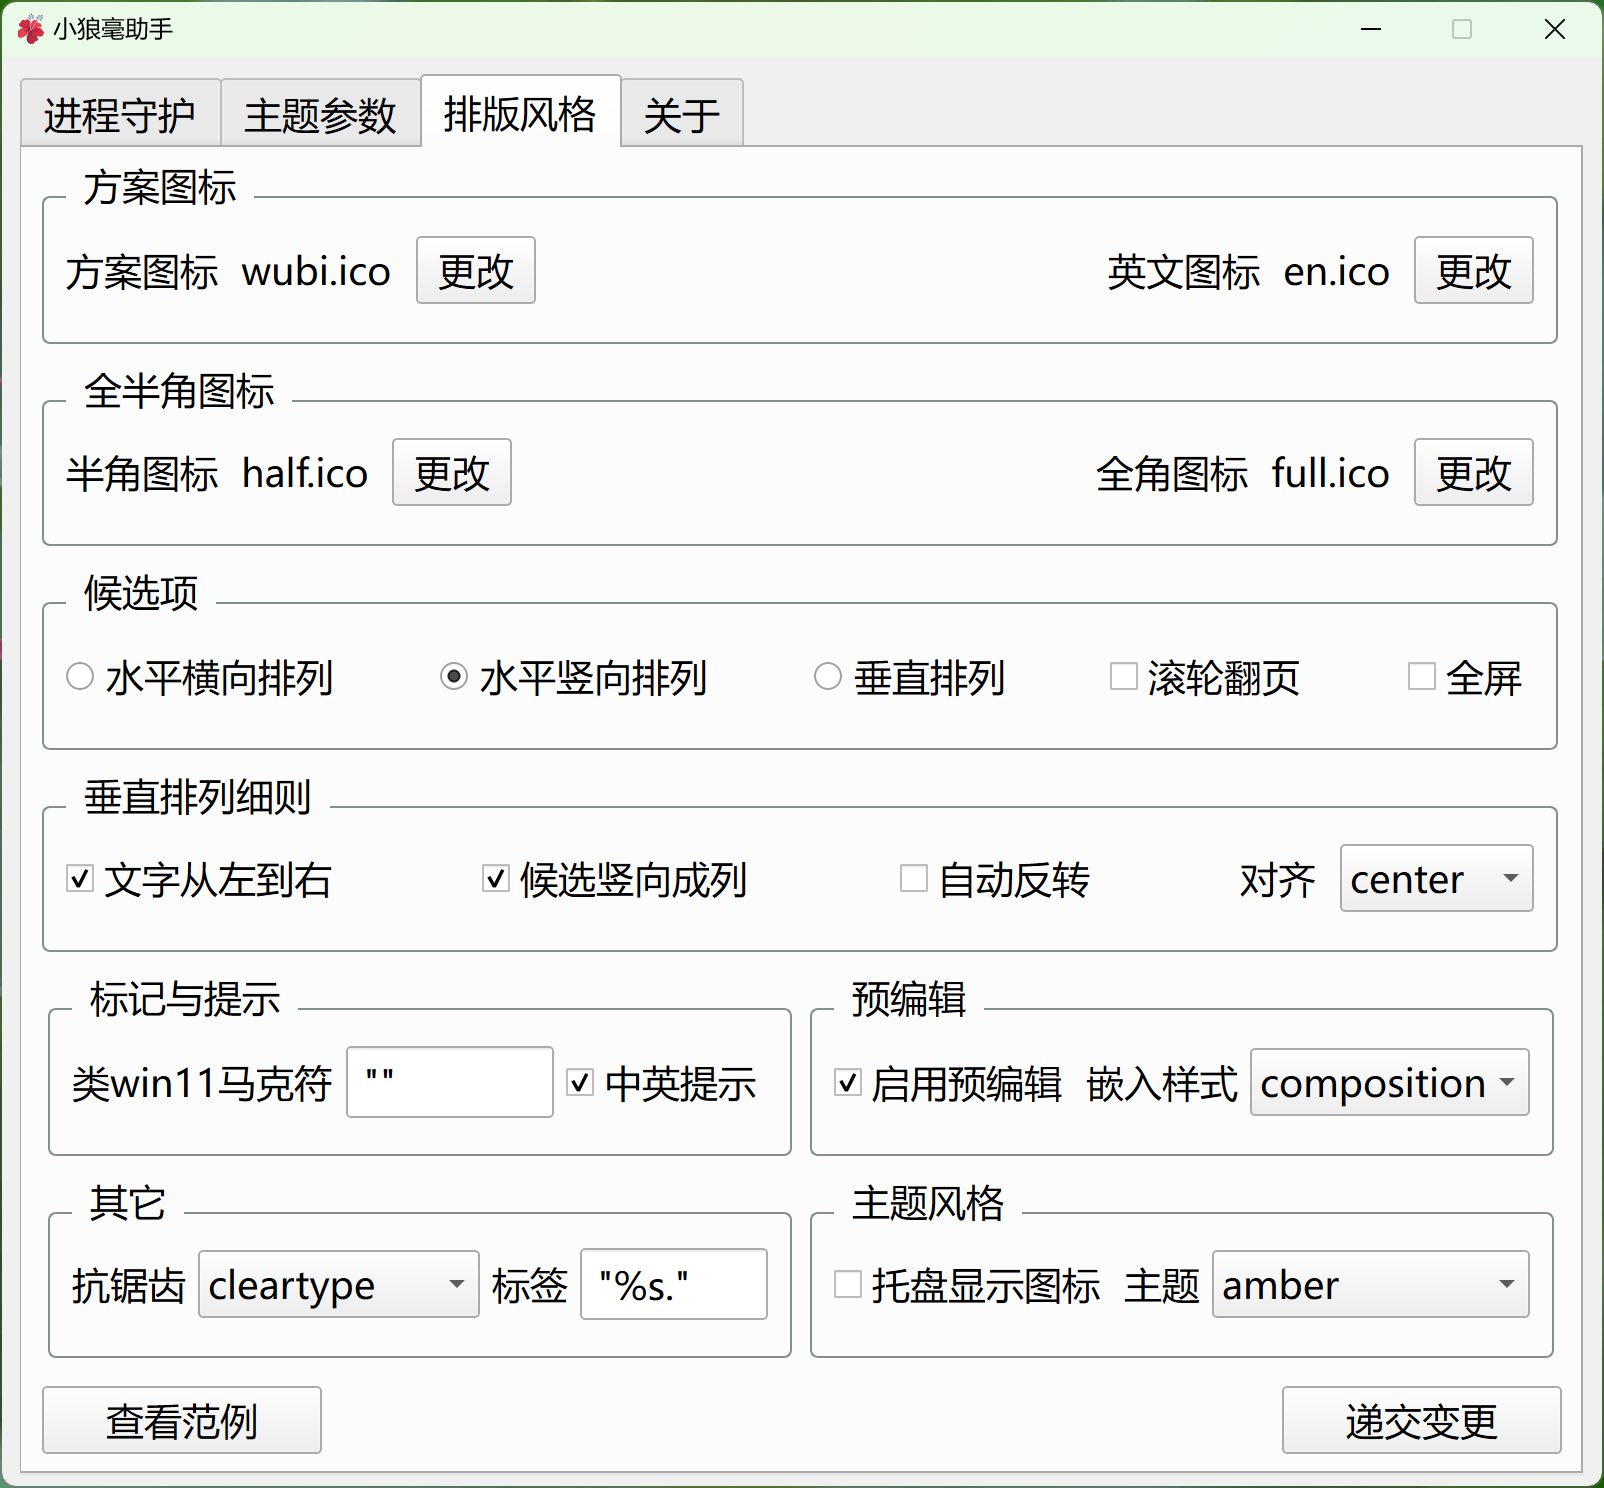 小狼毫助手
进程守护 主题参数 排版风格 关于
方案图标
方案图标 wubi.ico 更改 英文图标 en.ico 更改
全半角图标
半角图标 half.ico 更改 全角图标 full.ico 更改
候选项
水平横向排列 水平竖向排列 垂直排列 滚轮翻页 全屏
垂直排列细则
文字从左到右 候选竖向成列 自动反转 对齐 center
标记与提示 预编辑
类win11马克符 "" 中英提示 启用预编辑 嵌入样式 composition
其它 主题风格
抗锯齿 cleartype 标签 "%s." 托盘显示图标 主题 amber
查看范例 递交变更